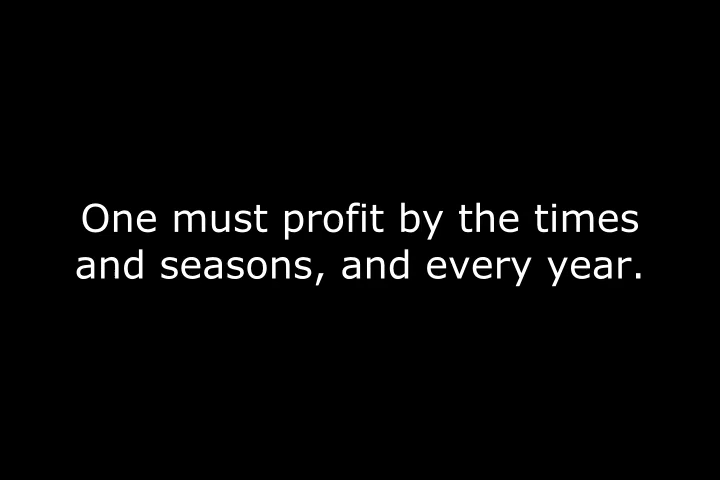 One must profit by the times
and seasons, and every year.